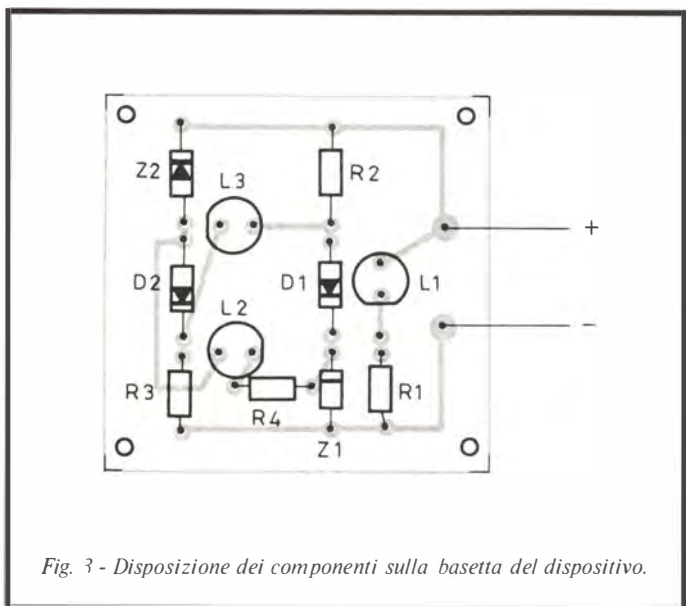 Z2
L3
R2
+
D2
D1
L1
L2
−
R3
R4
R1
Z1
Fig. 3 - Disposizione dei componenti sulla basetta del dispositivo.